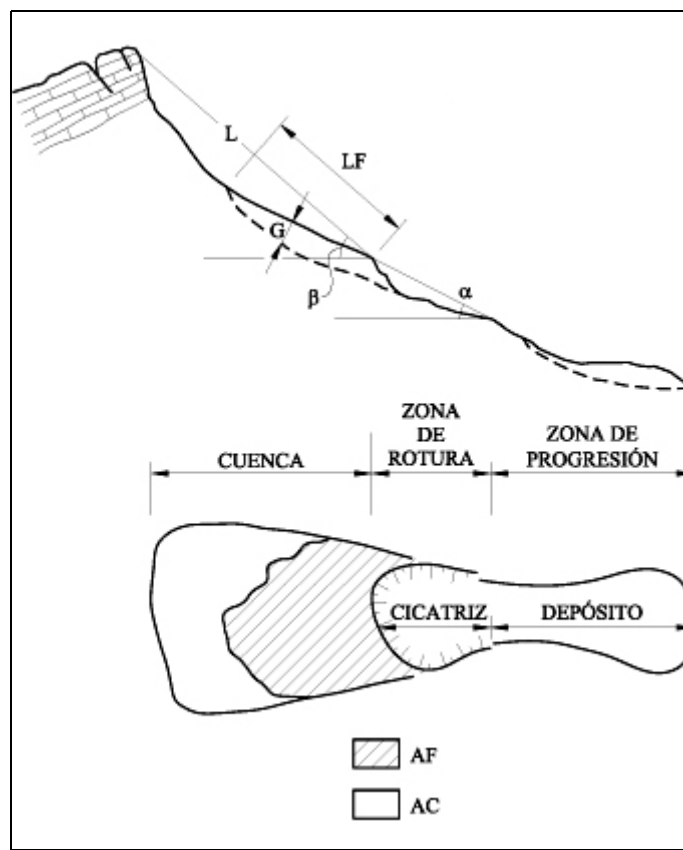 L
LF
G
β
α
CUENCA
ZONA
DE
ROTURA
ZONA DE
PROGRESIÓN
CICATRIZ
DEPÓSITO
AF
AC